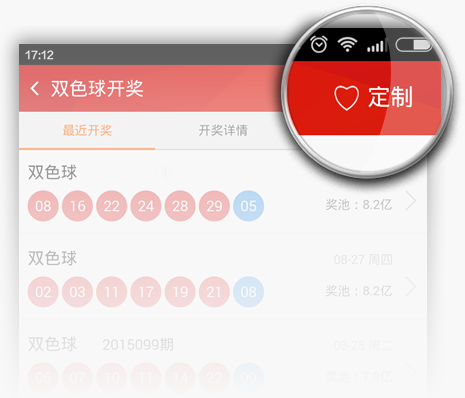 17:12
双色球开奖
定制
最近开奖
开奖详情
双色球
08 16 22 24 28 29 05
奖池：8.2亿
双色球
08-27 周四
02 03 11 17 19 21 08
奖池：8.2亿
双色球 2015099期
08-25 周二